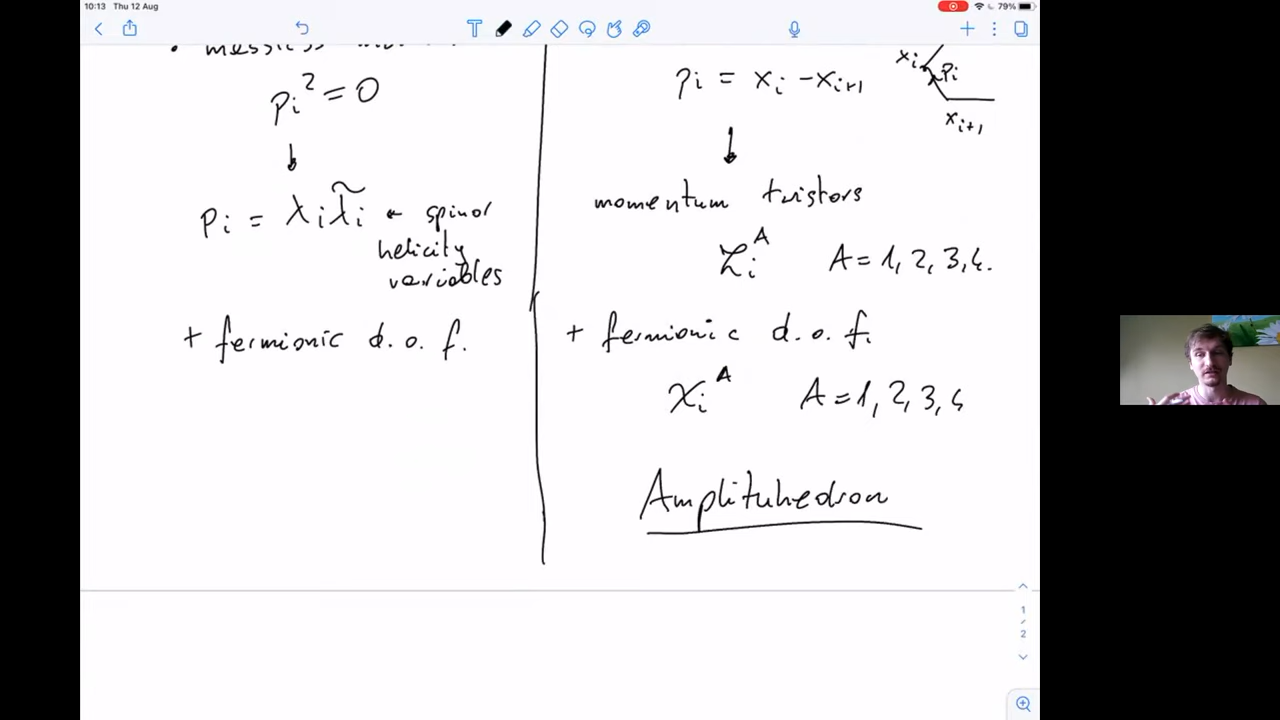 10:13 Thu 12 Aug
79%
T
pᵢ² = 0
pᵢ = λᵢ λ̃ᵢ ← spinor
helicity
variables
+ fermionic d. o. f.
pᵢ = xᵢ - xᵢ₊₁
xᵢ
pᵢ
xᵢ₊₁
momentum twistors
Zᵢᴬ A = 1, 2, 3, 4.
+ fermionic d. o. f.
χᵢᴬ A = 1, 2, 3, 4
Amplituhedron
1
/
2